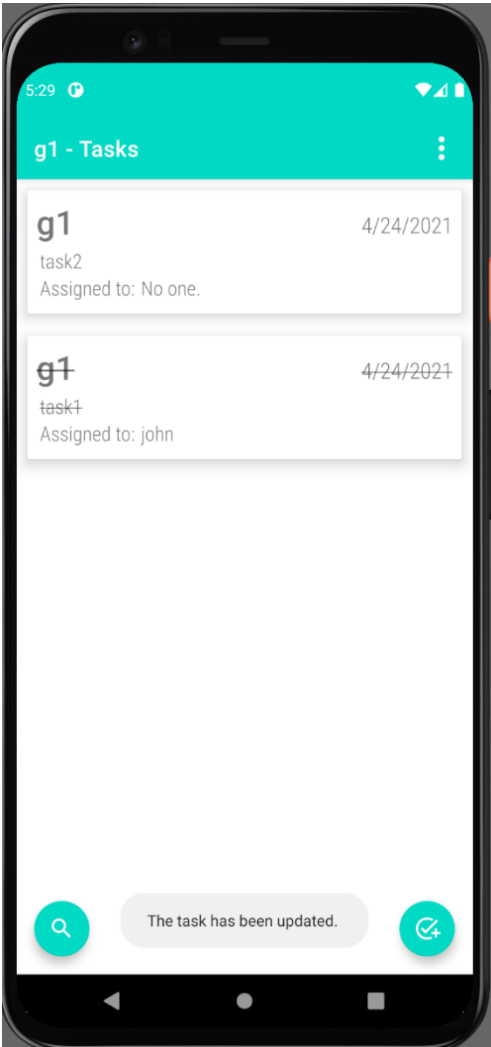 5:29
g1 - Tasks
g1 4/24/2021
task2
Assigned to: No one.
g1 4/24/2021
task1
Assigned to: john
The task has been updated.